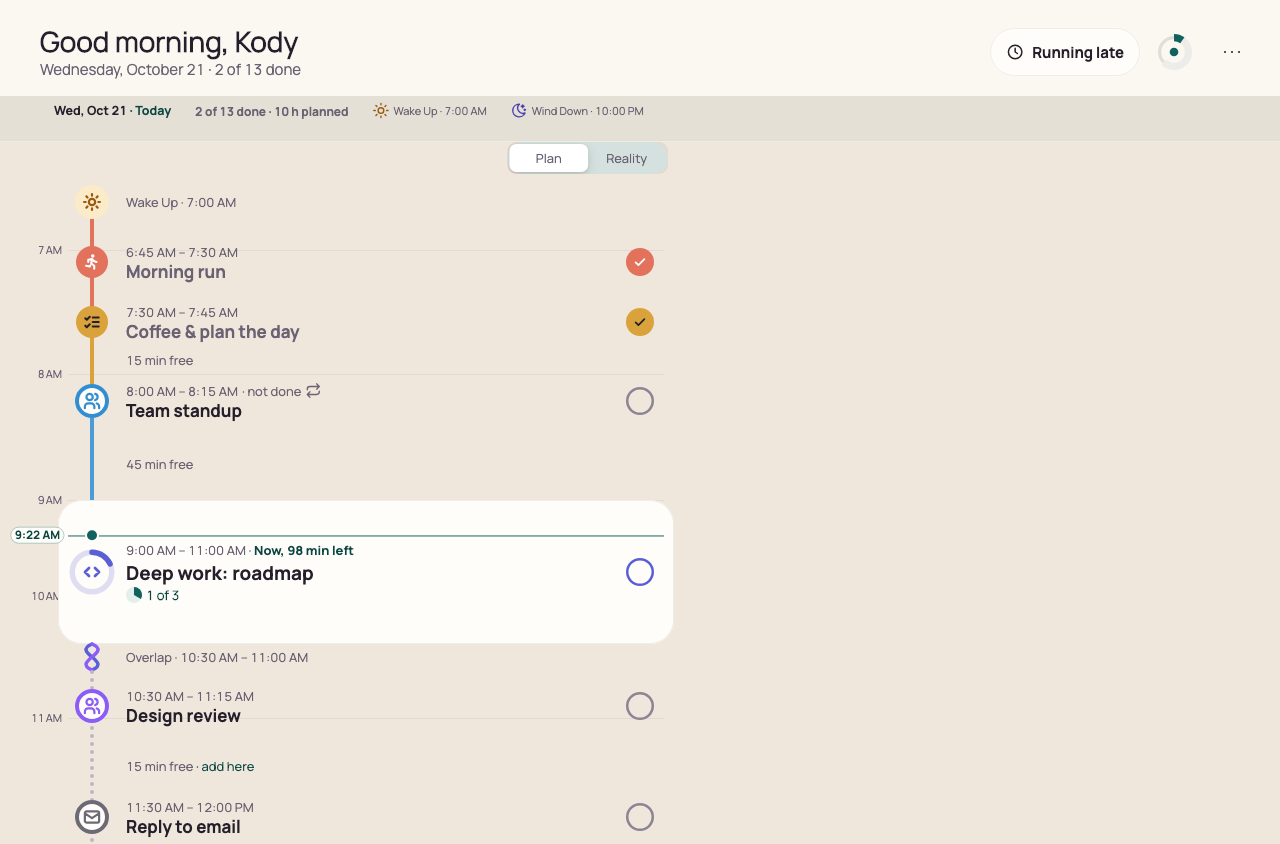 Good morning, Kody
Wednesday, October 21 · 2 of 13 done
Running late
Wed, Oct 21 · Today
2 of 13 done · 10 h planned
Wake Up · 7:00 AM
Wind Down · 10:00 PM
Plan
Reality
Wake Up · 7:00 AM
7 AM
6:45 AM – 7:30 AM
Morning run
7:30 AM – 7:45 AM
Coffee & plan the day
15 min free
8 AM
8:00 AM – 8:15 AM · not done
Team standup
45 min free
9 AM
9:22 AM
9:00 AM – 11:00 AM · Now, 98 min left
Deep work: roadmap
1 of 3
10 AM
Overlap · 10:30 AM – 11:00 AM
10:30 AM – 11:15 AM
Design review
11 AM
15 min free · add here
11:30 AM – 12:00 PM
Reply to email